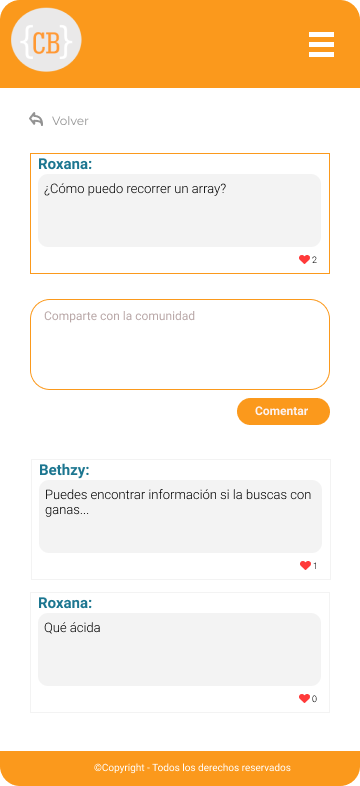 {CB}
Volver
Roxana:
¿Cómo puedo recorrer un array?
2
Comparte con la comunidad
Comentar
Bethzy:
Puedes encontrar información si la buscas con
ganas...
1
Roxana:
Qué ácida
0
©Copyright - Todos los derechos reservados